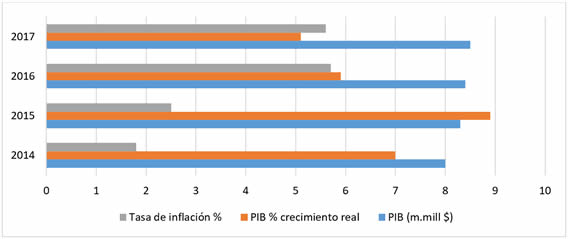 2017
2016
2015
2014
0 1 2 3 4 5 6 7 8 9 10
Tasa de inflación % PIB % crecimiento real PIB (m.mill $)